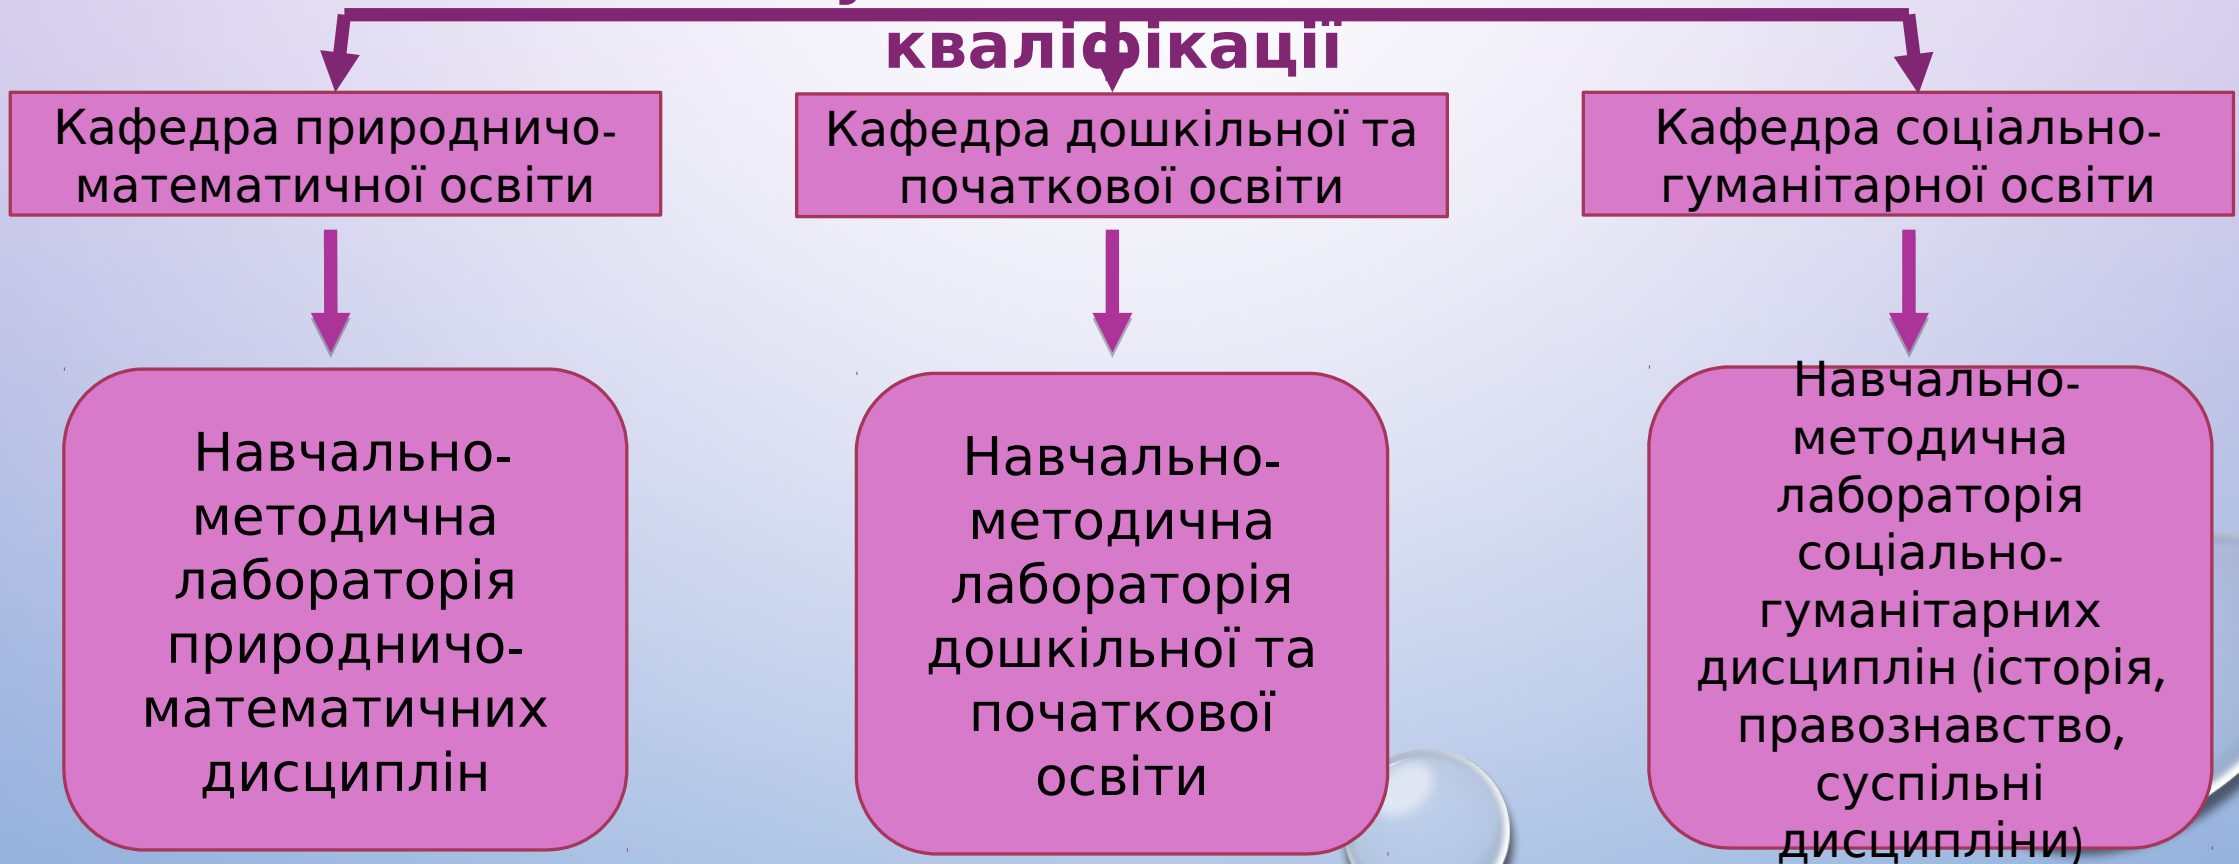 кваліфікації
Кафедра природничо-
математичної освіти
Кафедра дошкільної та
початкової освіти
Кафедра соціально-
гуманітарної освіти
Навчально-
методична
лабораторія
природничо-
математичних
дисциплін
Навчально-
методична
лабораторія
дошкільної та
початкової
освіти
Навчально-
методична
лабораторія
соціально-
гуманітарних
дисциплін (історія,
правознавство,
суспільні
дисципліни)